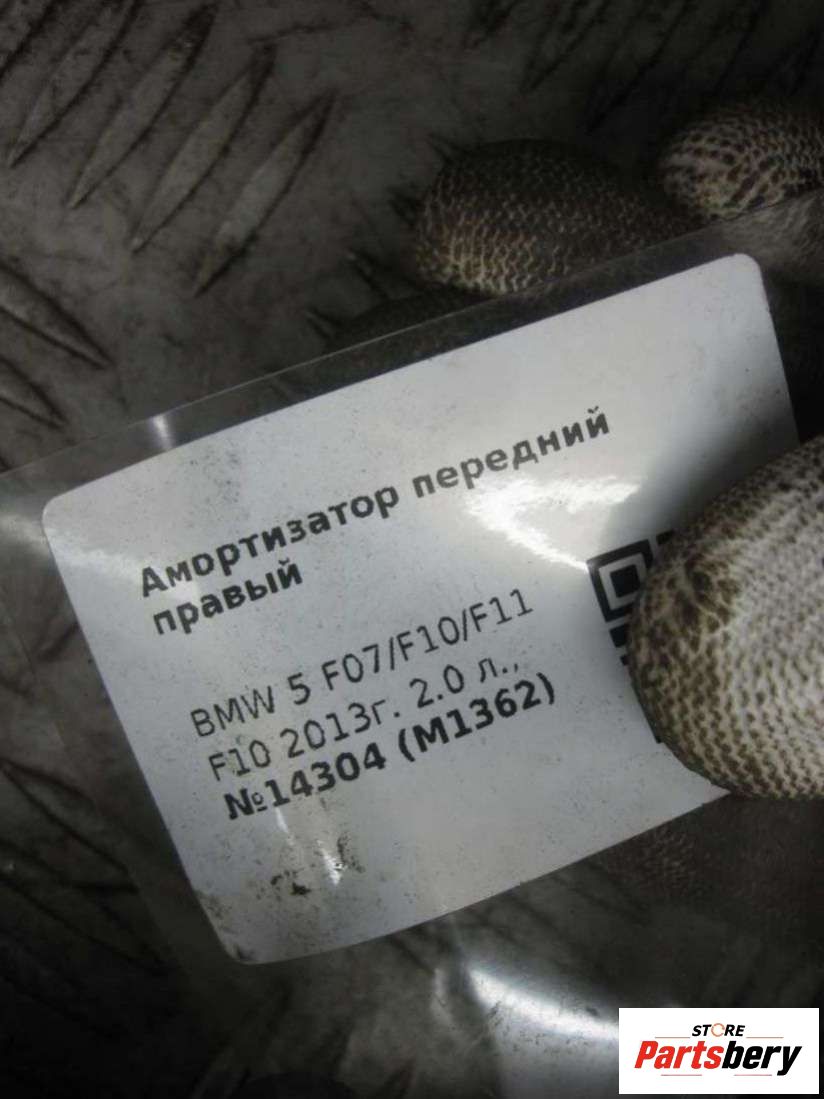 Амортизатор передний
правый
BMW 5 F07/F10/F11
F10 2013г. 2.0 л.,
№14304 (M1362)
STORE
Partsbery